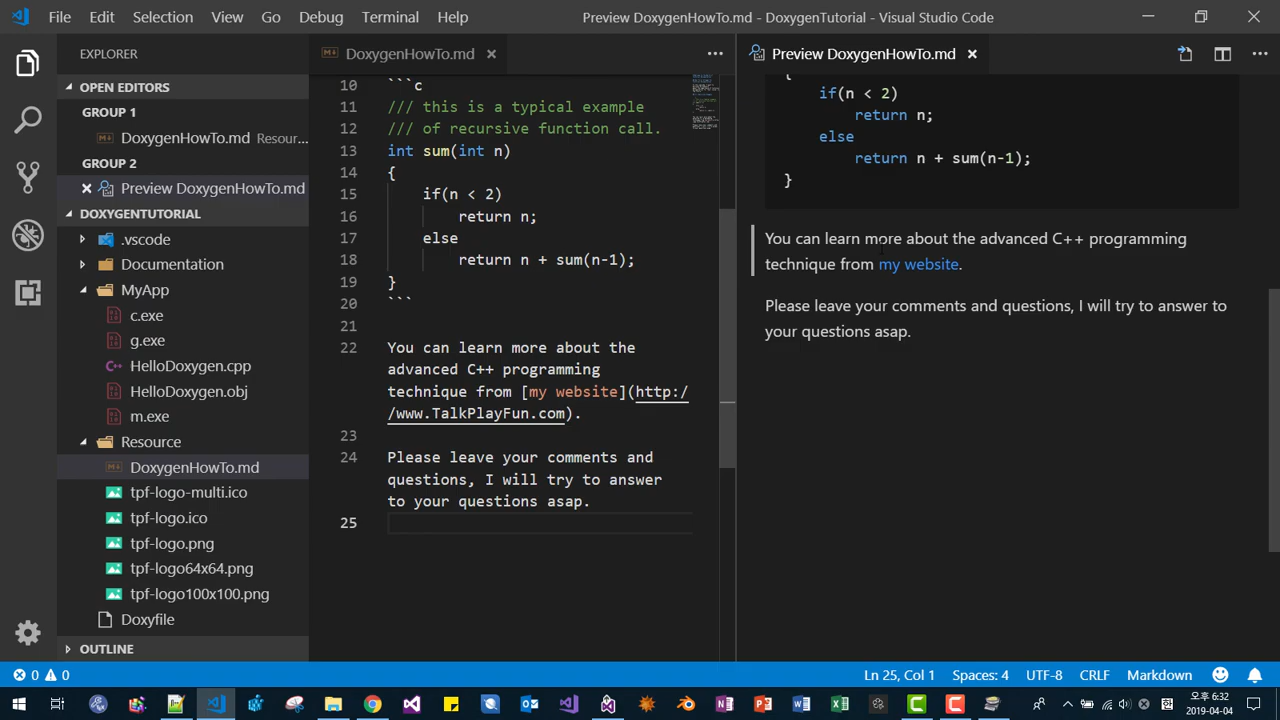 File Edit Selection View Go Debug Terminal Help
Preview DoxygenHowTo.md - DoxygenTutorial - Visual Studio Code
EXPLORER
OPEN EDITORS
GROUP 1
DoxygenHowTo.md Resour...
GROUP 2
Preview DoxygenHowTo.md
DOXYGENTUTORIAL
.vscode
Documentation
MyApp
c.exe
g.exe
HelloDoxygen.cpp
HelloDoxygen.obj
m.exe
Resource
DoxygenHowTo.md
tpf-logo-multi.ico
tpf-logo.ico
tpf-logo.png
tpf-logo64x64.png
tpf-logo100x100.png
Doxyfile
OUTLINE
DoxygenHowTo.md
10 ```c
11 /// this is a typical example
12 /// of recursive function call.
13 int sum(int n)
14 {
15 if(n < 2)
16 return n;
17 else
18 return n + sum(n-1);
19 }
20 ```
21
22 You can learn more about the
advanced C++ programming
technique from [my website](http:/
/www.TalkPlayFun.com).
23
24 Please leave your comments and
questions, I will try to answer
to your questions asap.
25
Preview DoxygenHowTo.md
{
if(n < 2)
return n;
else
return n + sum(n-1);
}
You can learn more about the advanced C++ programming
technique from my website.
Please leave your comments and questions, I will try to answer to
your questions asap.
0 0
Ln 25, Col 1 Spaces: 4 UTF-8 CRLF Markdown
오후 6:32
2019-04-04